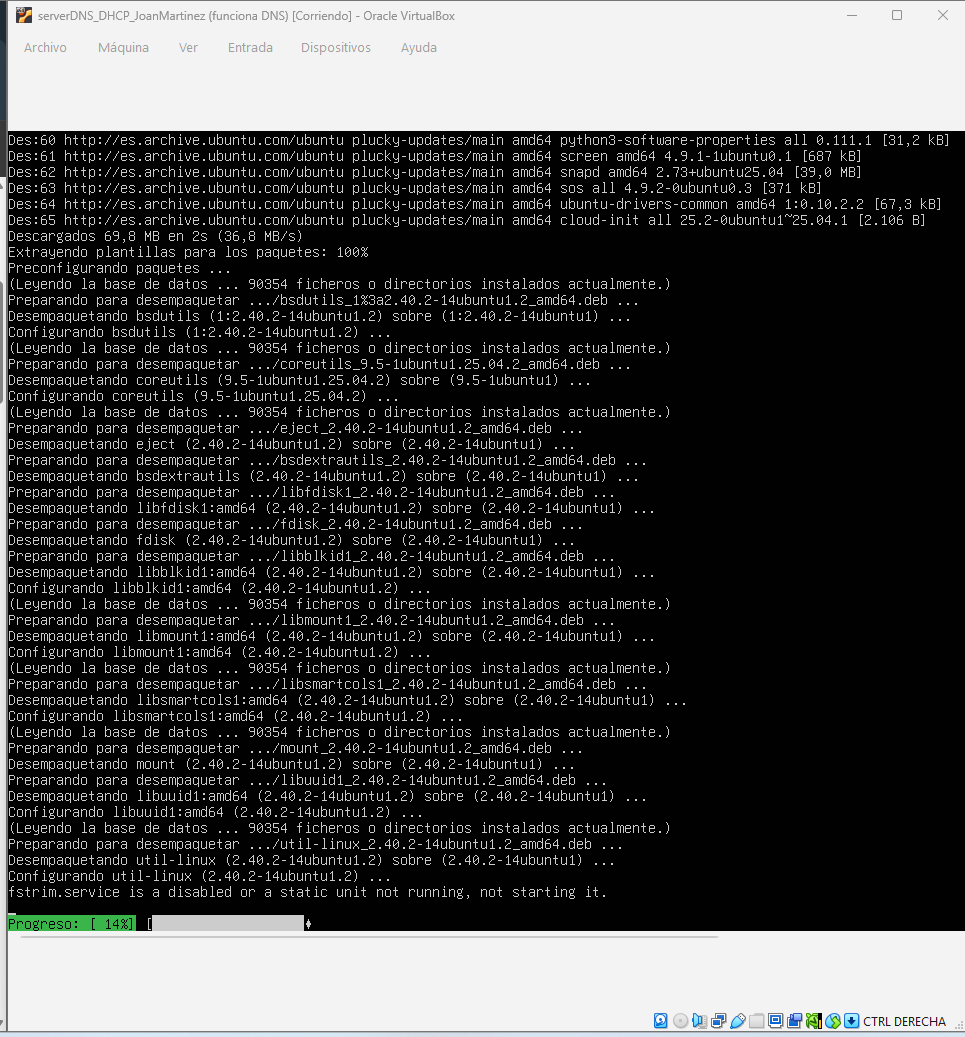 serverDNS_DHCP_JoanMartinez (funciona DNS) [Corriendo] - Oracle VirtualBox
Archivo Máquina Ver Entrada Dispositivos Ayuda
Des:60 http://es.archive.ubuntu.com/ubuntu plucky-updates/main amd64 python3-software-properties all 0.111.1 [31,2 kB]
Des:61 http://es.archive.ubuntu.com/ubuntu plucky-updates/main amd64 screen amd64 4.9.1-1ubuntu0.1 [687 kB]
Des:62 http://es.archive.ubuntu.com/ubuntu plucky-updates/main amd64 snapd amd64 2.73+ubuntu25.04 [39,0 MB]
Des:63 http://es.archive.ubuntu.com/ubuntu plucky-updates/main amd64 sos all 4.9.2-0ubuntu0.3 [371 kB]
Des:64 http://es.archive.ubuntu.com/ubuntu plucky-updates/main amd64 ubuntu-drivers-common amd64 1:0.10.2.2 [67,3 kB]
Des:65 http://es.archive.ubuntu.com/ubuntu plucky-updates/main amd64 cloud-init all 25.2-0ubuntu1~25.04.1 [2.106 B]
Descargados 69,8 MB en 2s (36,8 MB/s)
Extrayendo plantillas para los paquetes: 100%
Preconfigurando paquetes ...
(Leyendo la base de datos ... 90354 ficheros o directorios instalados actualmente.)
Preparando para desempaquetar .../bsdutils_1%3a2.40.2-14ubuntu1.2_amd64.deb ...
Desempaquetando bsdutils (1:2.40.2-14ubuntu1.2) sobre (1:2.40.2-14ubuntu1) ...
Configurando bsdutils (1:2.40.2-14ubuntu1.2) ...
(Leyendo la base de datos ... 90354 ficheros o directorios instalados actualmente.)
Preparando para desempaquetar .../coreutils_9.5-1ubuntu1.25.04.2_amd64.deb ...
Desempaquetando coreutils (9.5-1ubuntu1.25.04.2) sobre (9.5-1ubuntu1) ...
Configurando coreutils (9.5-1ubuntu1.25.04.2) ...
(Leyendo la base de datos ... 90354 ficheros o directorios instalados actualmente.)
Preparando para desempaquetar .../eject_2.40.2-14ubuntu1.2_amd64.deb ...
Desempaquetando eject (2.40.2-14ubuntu1.2) sobre (2.40.2-14ubuntu1) ...
Preparando para desempaquetar .../bsdextrautils_2.40.2-14ubuntu1.2_amd64.deb ...
Desempaquetando bsdextrautils (2.40.2-14ubuntu1.2) sobre (2.40.2-14ubuntu1) ...
Preparando para desempaquetar .../libfdisk1_2.40.2-14ubuntu1.2_amd64.deb ...
Desempaquetando libfdisk1:amd64 (2.40.2-14ubuntu1.2) sobre (2.40.2-14ubuntu1) ...
Preparando para desempaquetar .../fdisk_2.40.2-14ubuntu1.2_amd64.deb ...
Desempaquetando fdisk (2.40.2-14ubuntu1.2) sobre (2.40.2-14ubuntu1) ...
Preparando para desempaquetar .../libblkid1_2.40.2-14ubuntu1.2_amd64.deb ...
Desempaquetando libblkid1:amd64 (2.40.2-14ubuntu1.2) sobre (2.40.2-14ubuntu1) ...
Configurando libblkid1:amd64 (2.40.2-14ubuntu1.2) ...
(Leyendo la base de datos ... 90354 ficheros o directorios instalados actualmente.)
Preparando para desempaquetar .../libmount1_2.40.2-14ubuntu1.2_amd64.deb ...
Desempaquetando libmount1:amd64 (2.40.2-14ubuntu1.2) sobre (2.40.2-14ubuntu1) ...
Configurando libmount1:amd64 (2.40.2-14ubuntu1.2) ...
(Leyendo la base de datos ... 90354 ficheros o directorios instalados actualmente.)
Preparando para desempaquetar .../libsmartcols1_2.40.2-14ubuntu1.2_amd64.deb ...
Desempaquetando libsmartcols1:amd64 (2.40.2-14ubuntu1.2) sobre (2.40.2-14ubuntu1) ...
Configurando libsmartcols1:amd64 (2.40.2-14ubuntu1.2) ...
(Leyendo la base de datos ... 90354 ficheros o directorios instalados actualmente.)
Preparando para desempaquetar .../mount_2.40.2-14ubuntu1.2_amd64.deb ...
Desempaquetando mount (2.40.2-14ubuntu1.2) sobre (2.40.2-14ubuntu1) ...
Preparando para desempaquetar .../libuuid1_2.40.2-14ubuntu1.2_amd64.deb ...
Desempaquetando libuuid1:amd64 (2.40.2-14ubuntu1.2) sobre (2.40.2-14ubuntu1) ...
Configurando libuuid1:amd64 (2.40.2-14ubuntu1.2) ...
(Leyendo la base de datos ... 90354 ficheros o directorios instalados actualmente.)
Preparando para desempaquetar .../util-linux_2.40.2-14ubuntu1.2_amd64.deb ...
Desempaquetando util-linux (2.40.2-14ubuntu1.2) sobre (2.40.2-14ubuntu1) ...
Configurando util-linux (2.40.2-14ubuntu1.2) ...
fstrim.service is a disabled or a static unit not running, not starting it.
Progreso: [ 14%] [
CTRL DERECHA